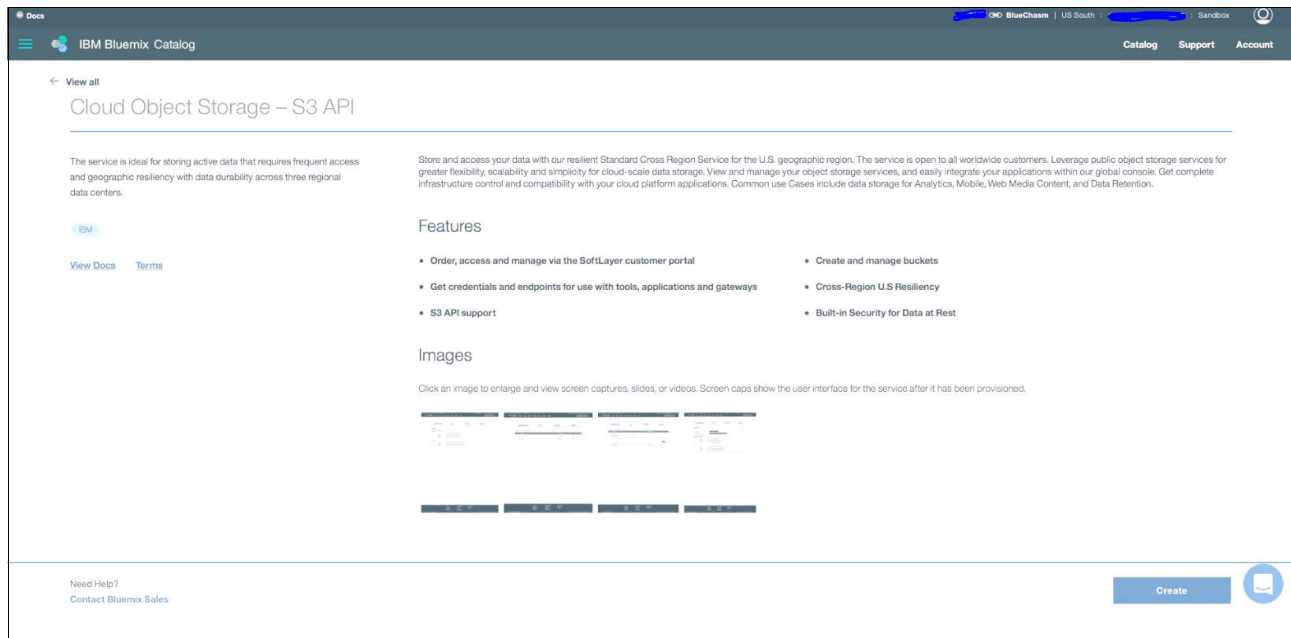 Docs
BlueChasm | US South : : Sandbox
IBM Bluemix Catalog
Catalog Support Account
← View all
Cloud Object Storage – S3 API
The service is ideal for storing active data that requires frequent access
and geographic resiliency with data durability across three regional
data centers.
IBM
View Docs Terms
Store and access your data with our resilient Standard Cross Region Service for the U.S. geographic region. The service is open to all worldwide customers. Leverage public object storage services for
greater flexibility, scalability and simplicity for cloud-scale data storage. View and manage your object storage services, and easily integrate your applications within our global console. Get complete
infrastructure control and compatibility with your cloud platform applications. Common use Cases include data storage for Analytics, Mobile, Web Media Content, and Data Retention.
Features
• Order, access and manage via the SoftLayer customer portal
• Get credentials and endpoints for use with tools, applications and gateways
• S3 API support
• Create and manage buckets
• Cross-Region U.S Resiliency
• Built-in Security for Data at Rest
Images
Click an image to enlarge and view screen captures, slides, or videos. Screen caps show the user interface for the service after it has been provisioned.
Need Help?
Contact Bluemix Sales
Create